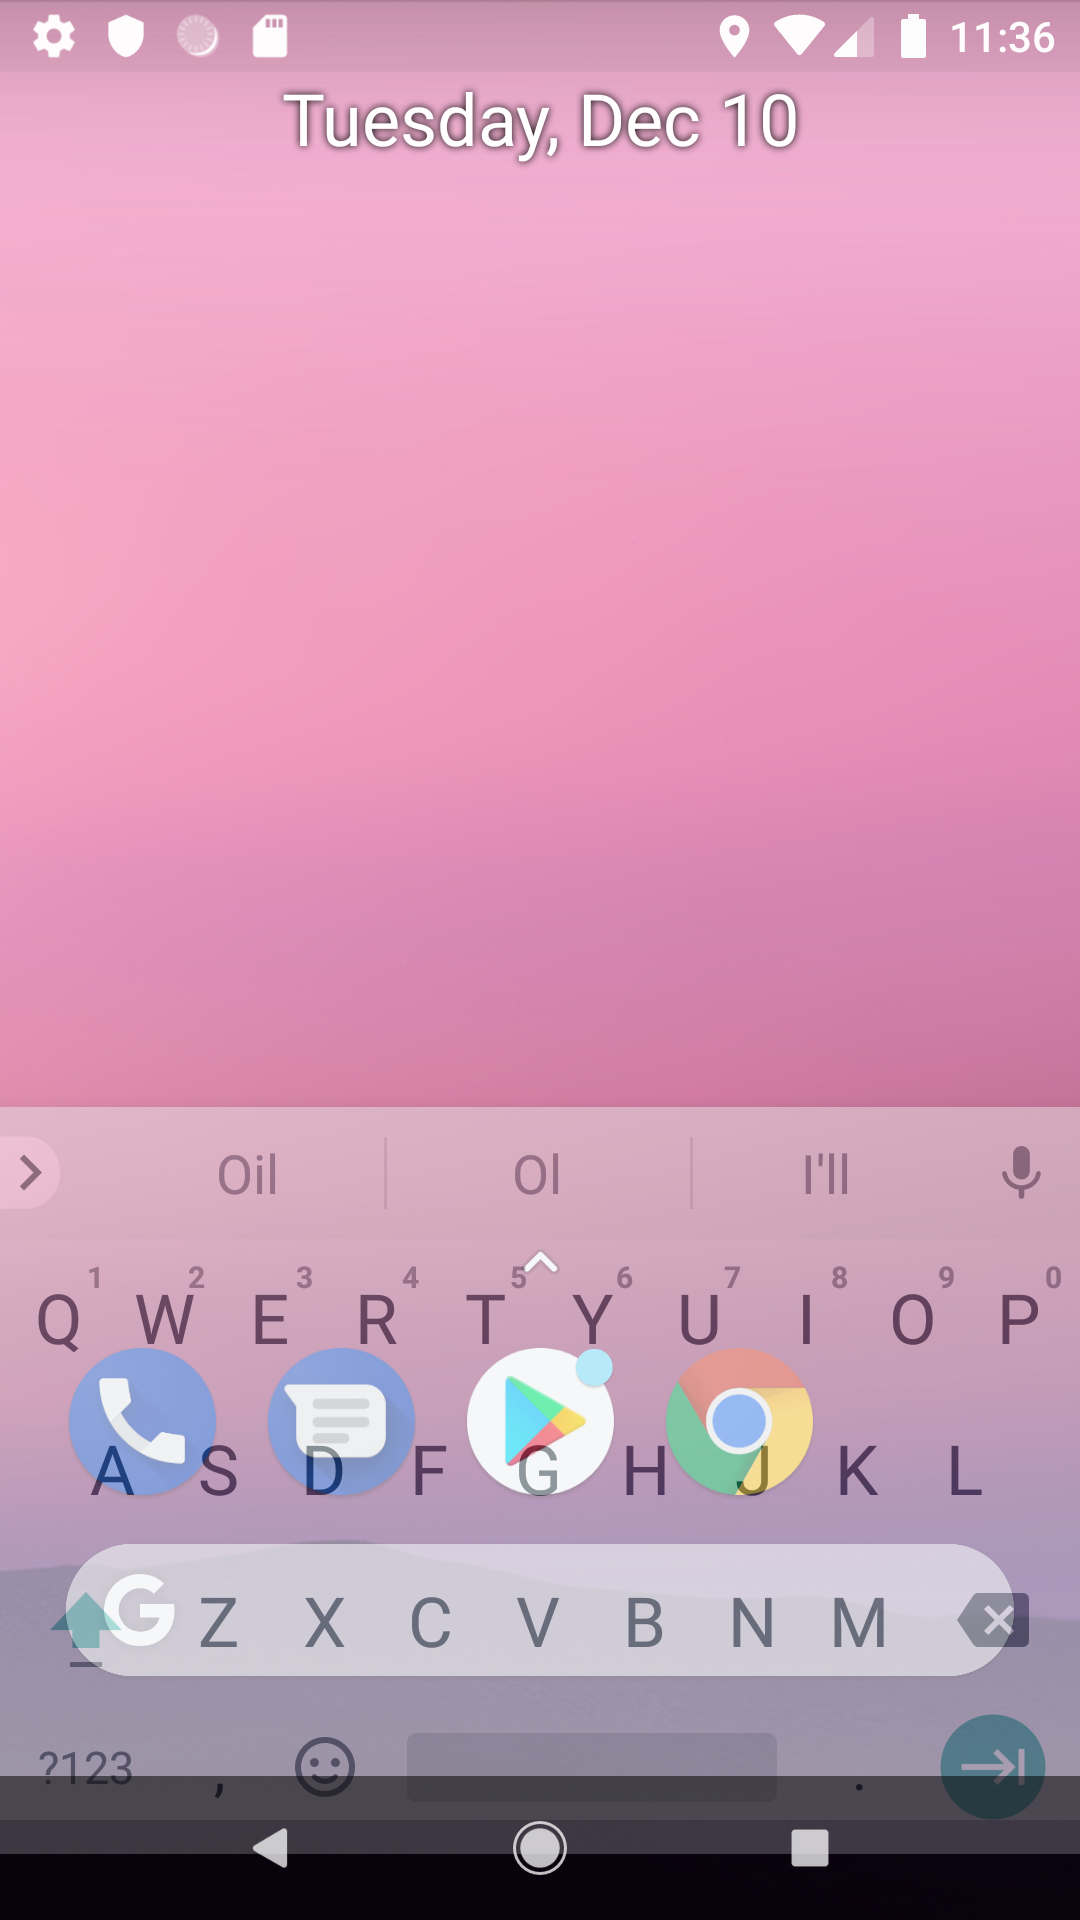 11:36
Tuesday, Dec 10
Oil Ol I'll
1 2 3 4 5 6 7 8 9 0
Q W E R T Y U I O P
A S D F G H J K L
G Z X C V B N M
?123 , .